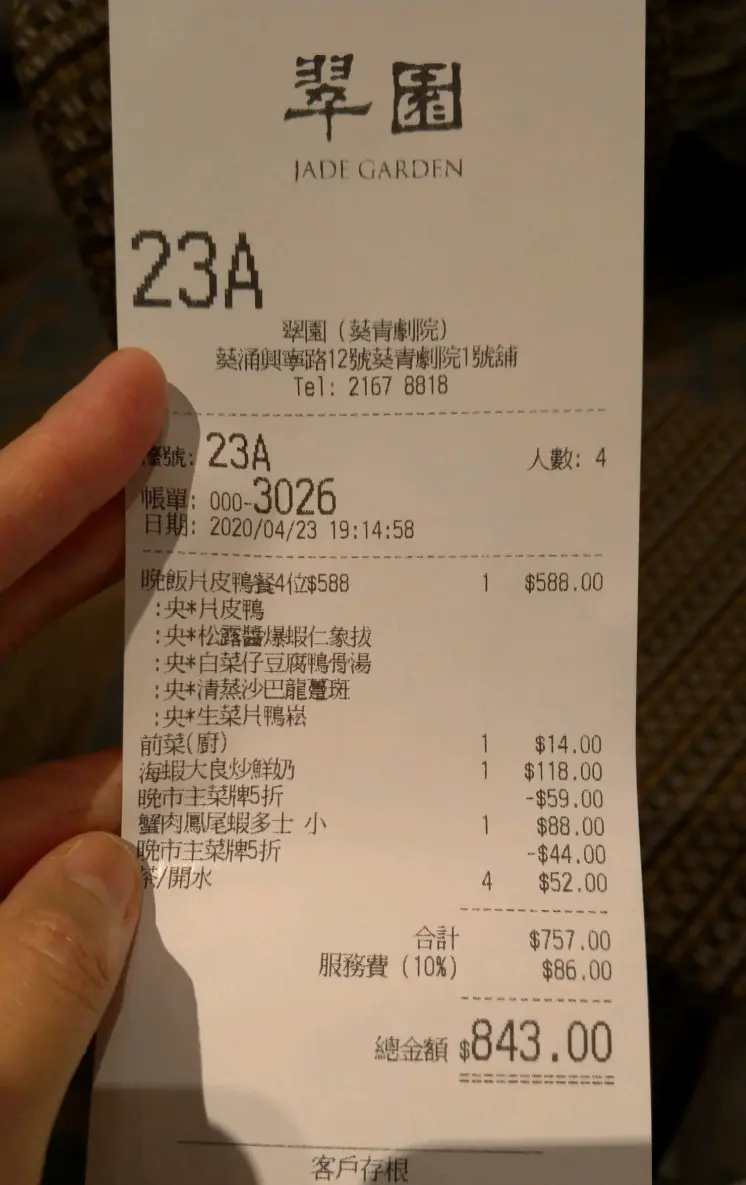 翠園
JADE GARDEN
23A
翠園(葵青劇院)
葵涌興寧路12號葵青劇院1號舖
Tel: 2167 8818
檯號: 23A 人數: 4
帳單: 000-3026
日期: 2020/04/23 19:14:58
晚飯片皮鴨餐4位$588 1 $588.00
:央*片皮鴨
:央*松露醬爆蝦仁象拔
:央*白菜仔豆腐鴨骨湯
:央*清蒸沙巴龍躉斑
:央*生菜片鴨崧
前菜(廚) 1 $14.00
海蝦大良炒鮮奶 1 $118.00
晚市主菜牌5折 -$59.00
蟹肉鳳尾蝦多士 小 1 $88.00
晚市主菜牌5折 -$44.00
茶/開水 4 $52.00
合計 $757.00
服務費 (10%) $86.00
總金額 $843.00
客戶存根